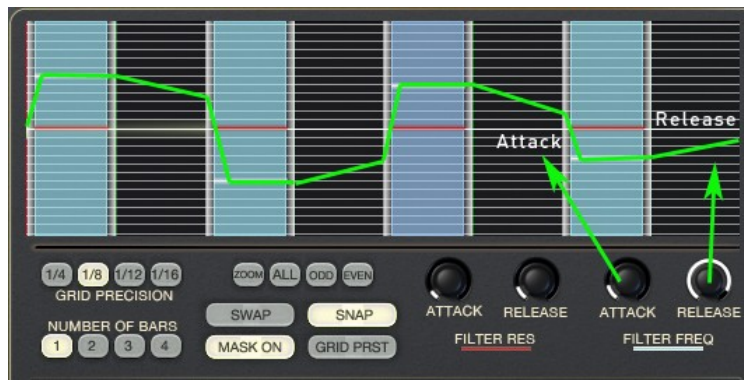 Release
Attack
1/4 1/8 1/12 1/16 ZOOM ALL ODD EVEN
GRID PRECISION
SWAP SNAP ATTACK RELEASE ATTACK RELEASE
NUMBER OF BARS
1 2 3 4 MASK ON GRID PRST FILTER RES FILTER FREQ